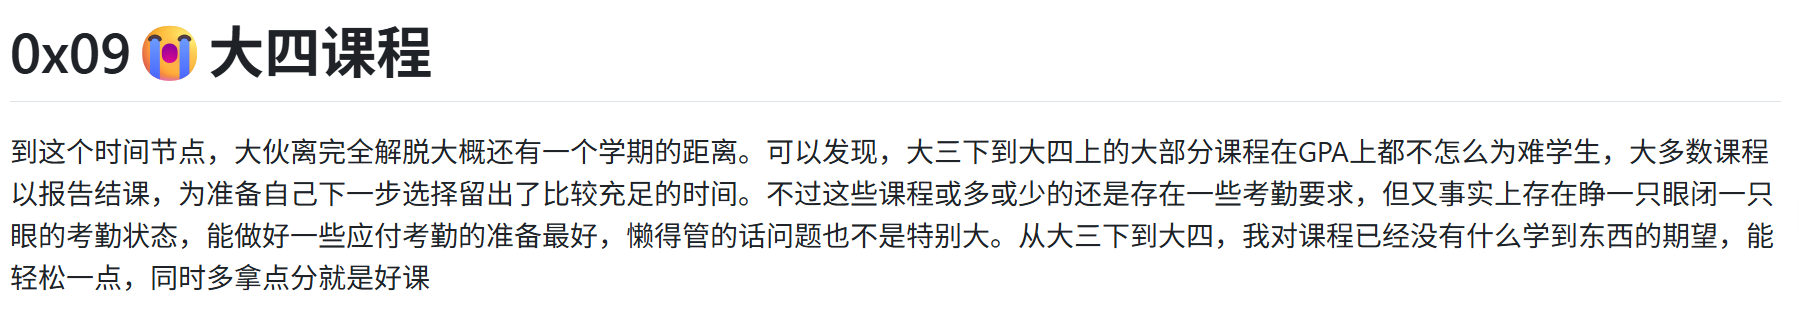 0x09 😭 大四课程
到这个时间节点，大伙离完全解脱大概还有一个学期的距离。可以发现，大三下到大四上的大部分课程在GPA上都不怎么为难学生，大多数课程
以报告结课，为准备自己下一步选择留出了比较充足的时间。不过这些课程或多或少的还是存在一些考勤要求，但又事实上存在睁一只眼闭一只
眼的考勤状态，能做好一些应付考勤的准备最好，懒得管的话问题也不是特别大。从大三下到大四，我对课程已经没有什么学到东西的期望，能
轻松一点，同时多拿点分就是好课